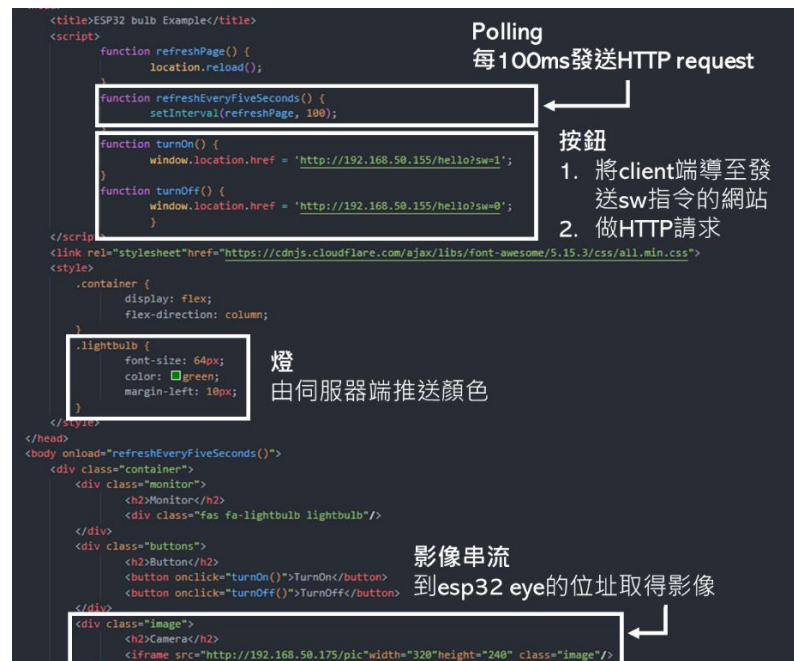 <title>ESP32 bulb Example</title>
<script>
function refreshPage() {
location.reload();
}
function refreshEveryFiveSeconds() {
setInterval(refreshPage, 100);
}
function turnOn() {
window.location.href = 'http://192.168.50.155/hello?sw=1';
}
function turnOff() {
window.location.href = 'http://192.168.50.155/hello?sw=0';
}
</script>
<link rel="stylesheet"href="https://cdnjs.cloudflare.com/ajax/libs/font-awesome/5.15.3/css/all.min.css">
<style>
.container {
display: flex;
flex-direction: column;
}
.lightbulb {
font-size: 64px;
color: green;
margin-left: 10px;
}
</style>
</head>
<body onload="refreshEveryFiveSeconds()">
<div class="container">
<div class="monitor">
<h2>Monitor</h2>
<div class="fas fa-lightbulb lightbulb"/>
</div>
<div class="buttons">
<h2>Button</h2>
<button onclick="turnOn()">TurnOn</button>
<button onclick="turnOff()">TurnOff</button>
</div>
<div class="image">
<h2>Camera</h2>
<iframe src="http://192.168.50.175/pic"width="320"height="240" class="image"/>
Polling
每100ms發送HTTP request
按鈕
1. 將client端導至發
送sw指令的網站
2. 做HTTP請求
燈
由伺服器端推送顏色
影像串流
到esp32 eye的位址取得影像